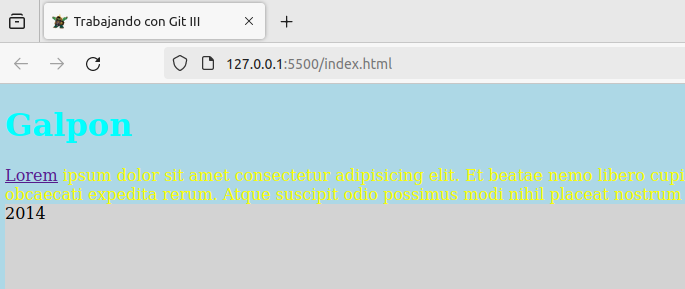 Trabajando con Git III
127.0.0.1:5500/index.html
Galpon
Lorem ipsum dolor sit amet consectetur adipisicing elit. Et beatae nemo libero cupi
obcaecati expedita rerum. Atque suscipit odio possimus modi nihil placeat nostrum
2014